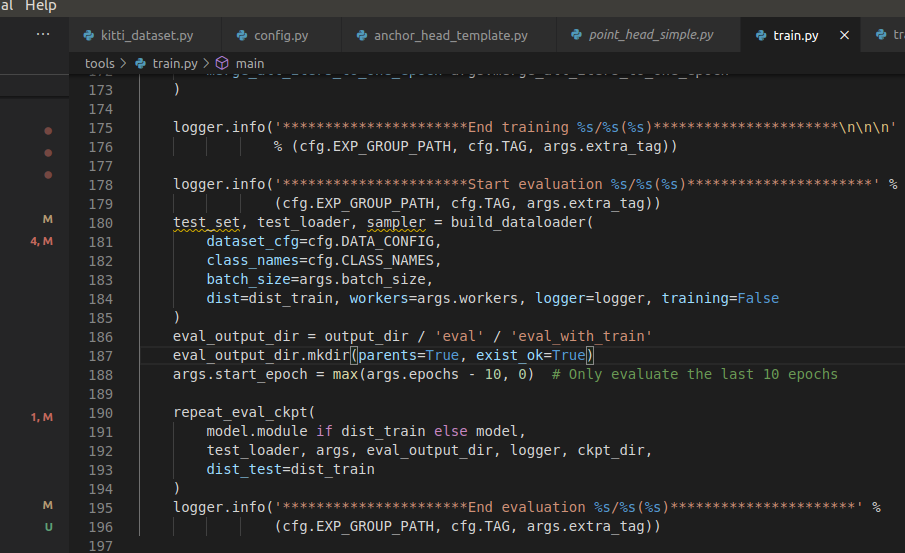 al Help
kitti_dataset.py config.py anchor_head_template.py point_head_simple.py train.py × tr
tools > train.py > main
173 )
174
175 logger.info('**********************End training %s/%s(%s)**********************\n\n\n'
176 % (cfg.EXP_GROUP_PATH, cfg.TAG, args.extra_tag))
177
178 logger.info('**********************Start evaluation %s/%s(%s)**********************' %
179 (cfg.EXP_GROUP_PATH, cfg.TAG, args.extra_tag))
M 180 test_set, test_loader, sampler = build_dataloader(
4, M 181 dataset_cfg=cfg.DATA_CONFIG,
182 class_names=cfg.CLASS_NAMES,
183 batch_size=args.batch_size,
184 dist=dist_train, workers=args.workers, logger=logger, training=False
185 )
186 eval_output_dir = output_dir / 'eval' / 'eval_with_train'
187 eval_output_dir.mkdir(parents=True, exist_ok=True)
188 args.start_epoch = max(args.epochs - 10, 0)  # Only evaluate the last 10 epochs
189
1, M 190 repeat_eval_ckpt(
191 model.module if dist_train else model,
192 test_loader, args, eval_output_dir, logger, ckpt_dir,
193 dist_test=dist_train
194 )
M 195 logger.info('**********************End evaluation %s/%s(%s)**********************' %
U 196 (cfg.EXP_GROUP_PATH, cfg.TAG, args.extra_tag))
197